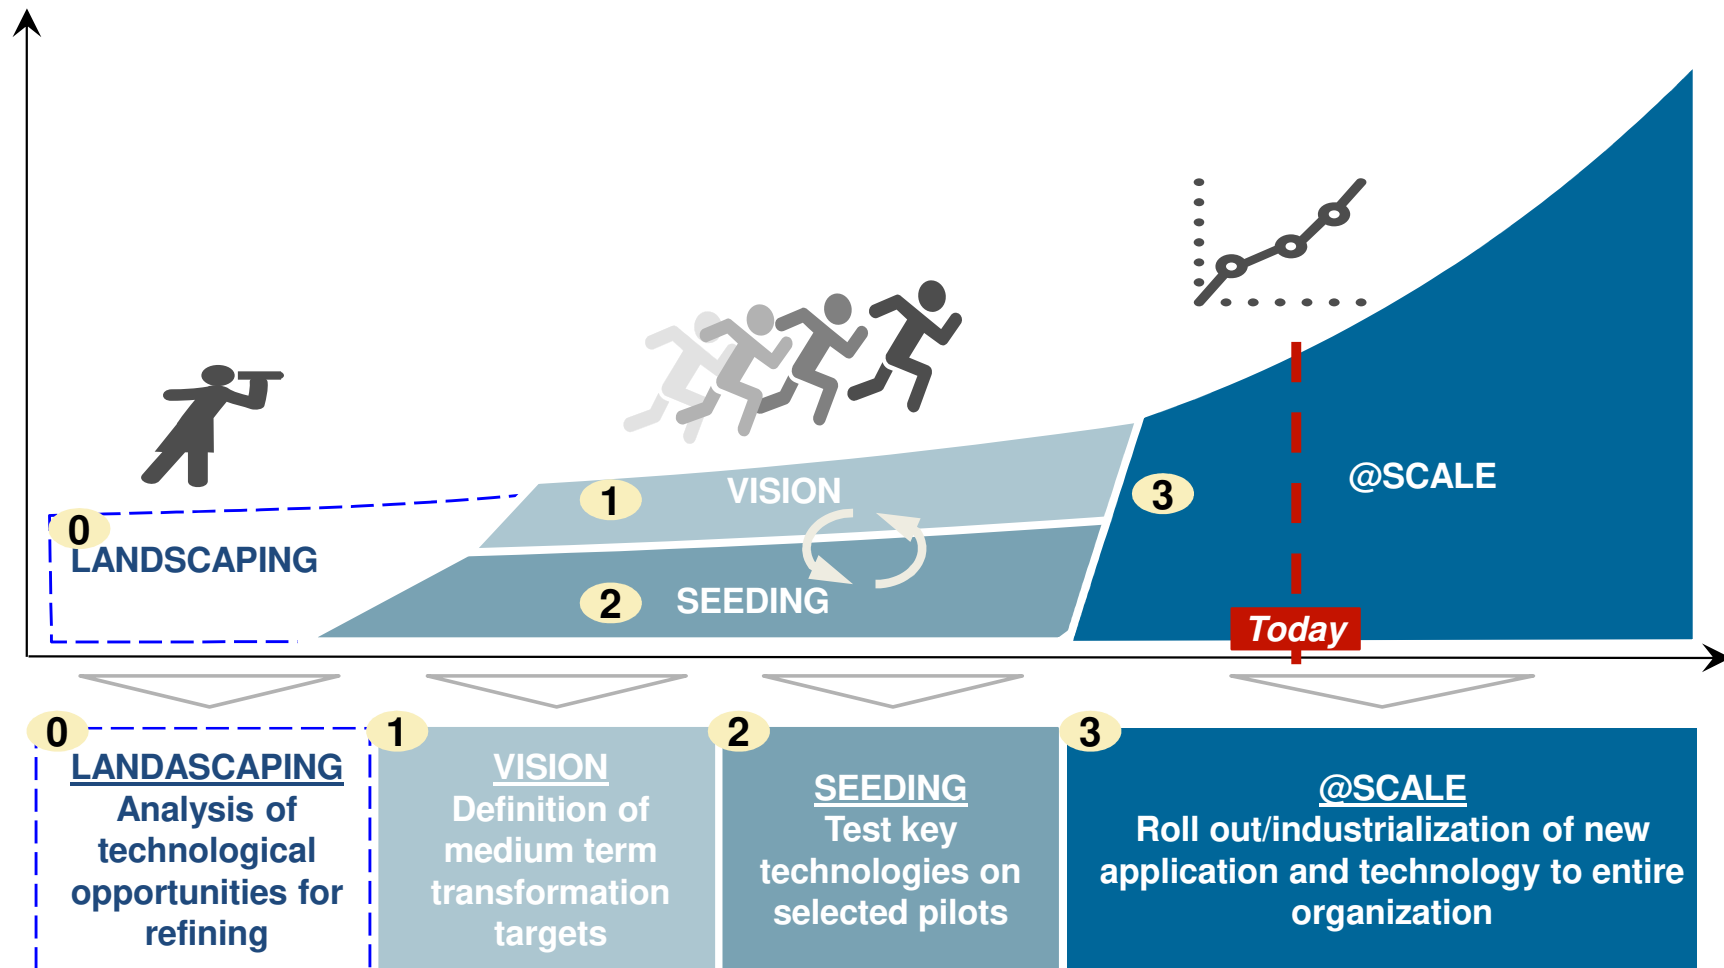 1
VISION
3
@SCALE
0
LANDSCAPING
2
SEEDING
Today
0
LANDASCAPING
Analysis of
technological
opportunities for
refining
1
VISION
Definition of
medium term
transformation
targets
2
SEEDING
Test key
technologies on
selected pilots
3
@SCALE
Roll out/industrialization of new
application and technology to entire
organization